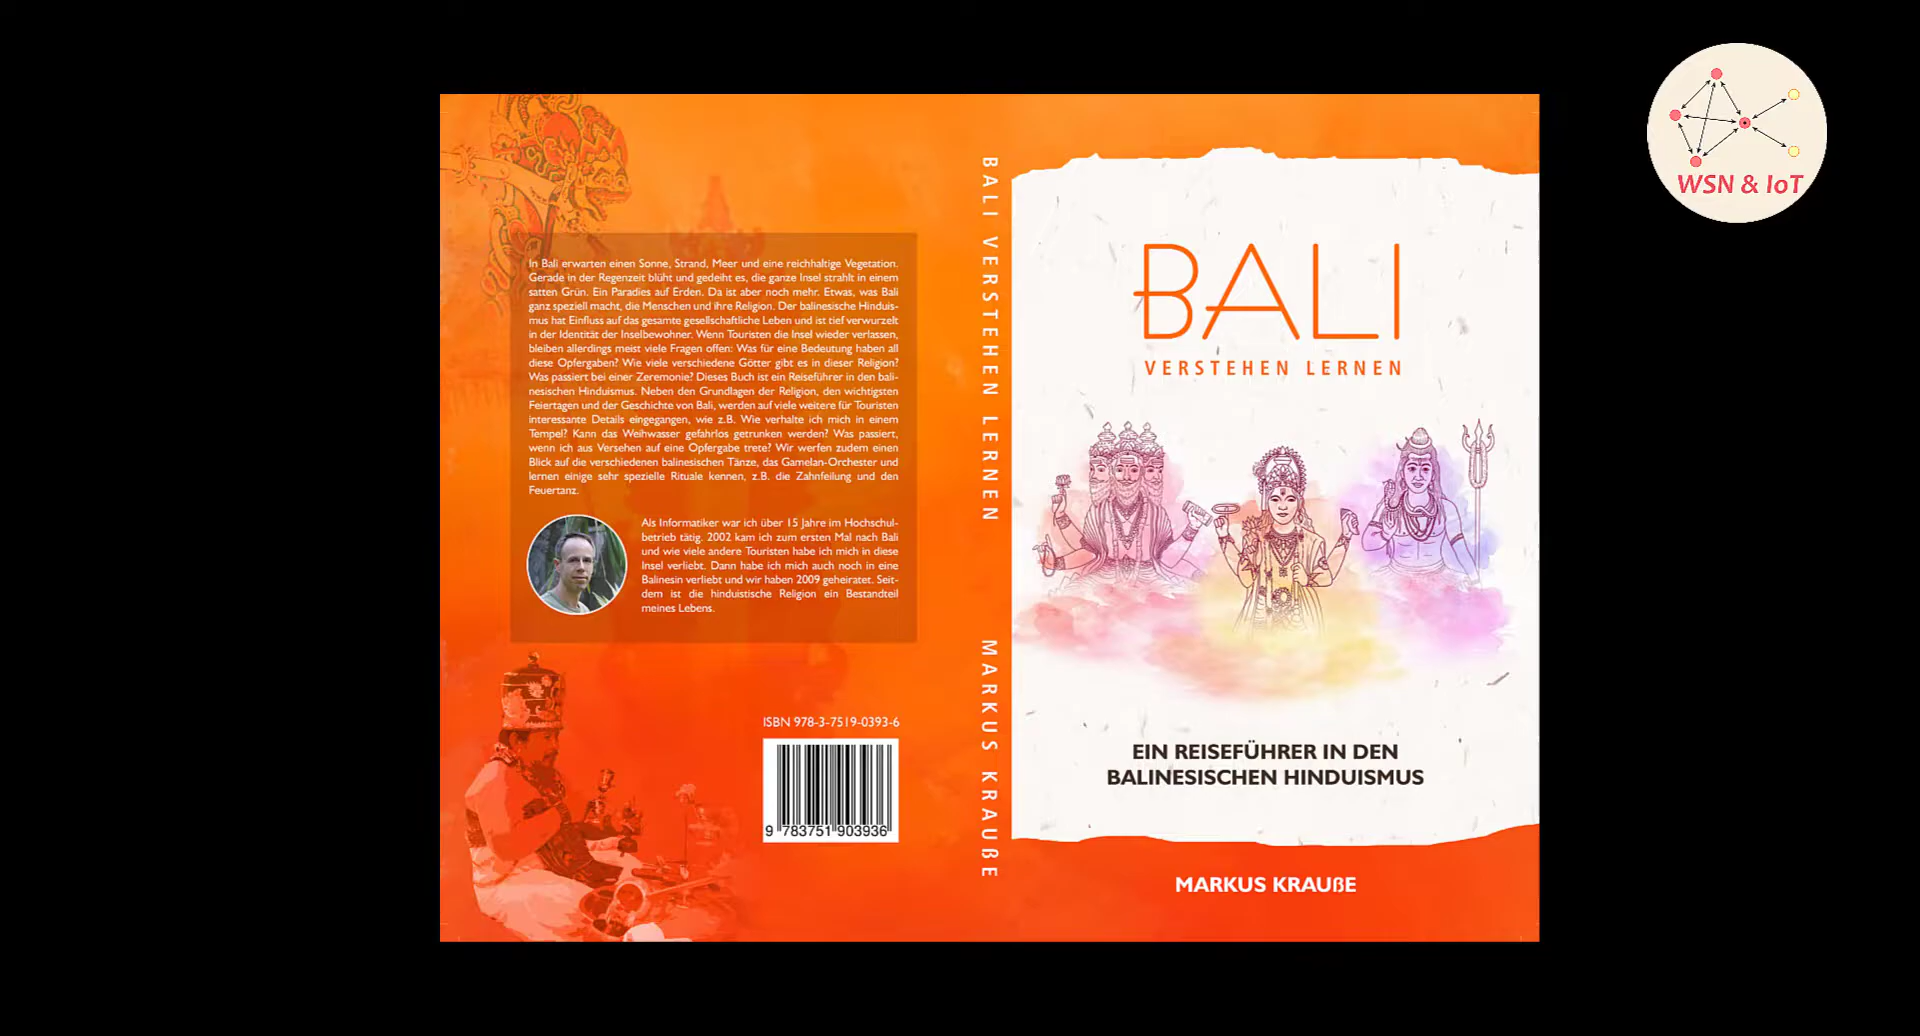 In Bali erwarten einen Sonne, Strand, Meer und eine reichhaltige Vegetation.
Gerade in der Regenzeit blüht und gedeiht es, die ganze Insel strahlt in einem
satten Grün. Ein Paradies auf Erden. Da ist aber noch mehr. Etwas, was Bali
ganz speziell macht, die Menschen und ihre Religion. Der balinesische Hinduis-
mus hat Einfluss auf das gesamte gesellschaftliche Leben und ist tief verwurzelt
in der Identität der Inselbewohner. Wenn Touristen die Insel wieder verlassen,
bleiben allerdings meist viele Fragen offen: Was für eine Bedeutung haben all
diese Opfergaben? Wie viele verschiedene Götter gibt es in dieser Religion?
Was passiert bei einer Zeremonie? Dieses Buch ist ein Reiseführer in den bali-
nesischen Hinduismus. Neben den Grundlagen der Religion, den wichtigsten
Feiertagen und der Geschichte von Bali, werden auf viele weitere für Touristen
interessante Details eingegangen, wie z.B. Wie verhalte ich mich in einem
Tempel? Kann das Weihwasser gefahrlos getrunken werden? Was passiert,
wenn ich aus Versehen auf eine Opfergabe trete? Wir werfen zudem einen
Blick auf die verschiedenen balinesischen Tänze, das Gamelan-Orchester und
lernen einige sehr spezielle Rituale kennen, z.B. die Zahnfeilung und den
Feuertanz.
Als Informatiker war ich über 15 Jahre im Hochschul-
betrieb tätig. 2002 kam ich zum ersten Mal nach Bali
und wie viele andere Touristen habe ich mich in diese
Insel verliebt. Dann habe ich mich auch noch in eine
Balinesin verliebt und wir haben 2009 geheiratet. Seit-
dem ist die hinduistische Religion ein Bestandteil
meines Lebens.
ISBN 978-3-7519-0393-6
9 783751 903936
BALI VERSTEHEN LERNEN
MARKUS KRAUßE
BALI
VERSTEHEN LERNEN
EIN REISEFÜHRER IN DEN
BALINESISCHEN HINDUISMUS
MARKUS KRAUßE
WSN & IoT